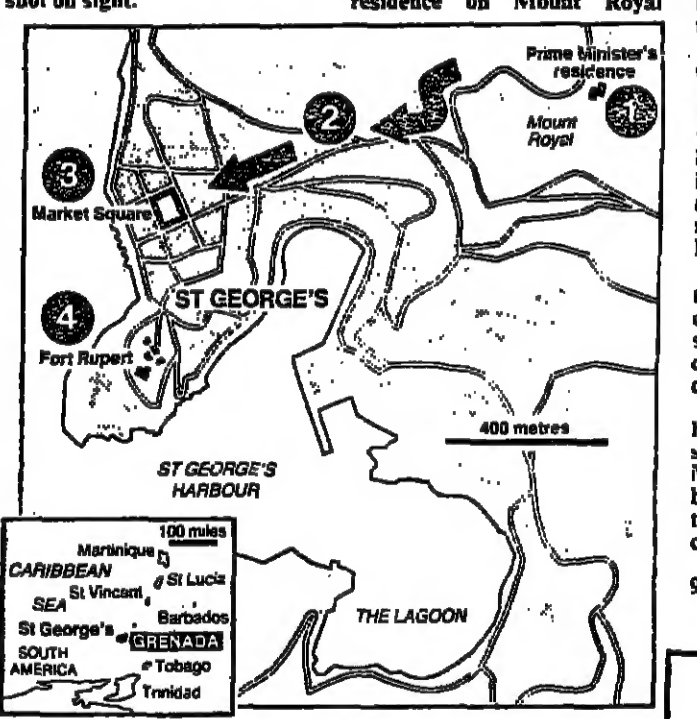 shot on sight.
residence on Mount Royal
Prime Minister's
residence
1
Mount
Royal
2
3
Market Square
ST GEORGE'S
4
Fort Rupert
400 metres
ST GEORGE'S
HARBOUR
THE LAGOON
100 miles
Martinique
CARIBBEAN
St Lucia
SEA
St Vincent
Barbados
St George's
GRENADA
SOUTH
AMERICA
Tobago
Trinidad